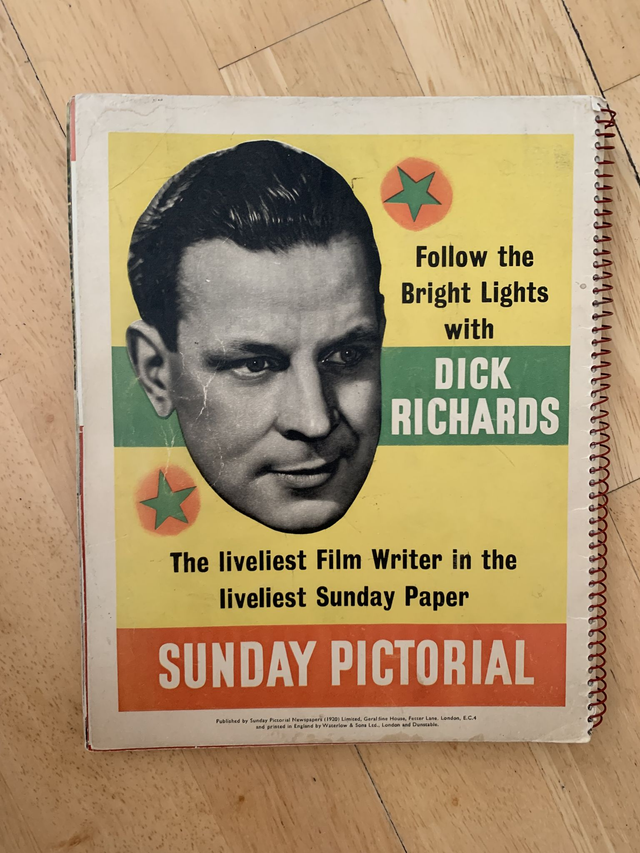 Follow the
Bright Lights
with
DICK
RICHARDS
The liveliest Film Writer in the
liveliest Sunday Paper
SUNDAY PICTORIAL
Published by Sunday Pictorial Newspapers (1920) Limited, Geraldine House, Fetter Lane, London, E.C.4
and printed in England by Waterlow & Sons Ltd., London and Dunstable.